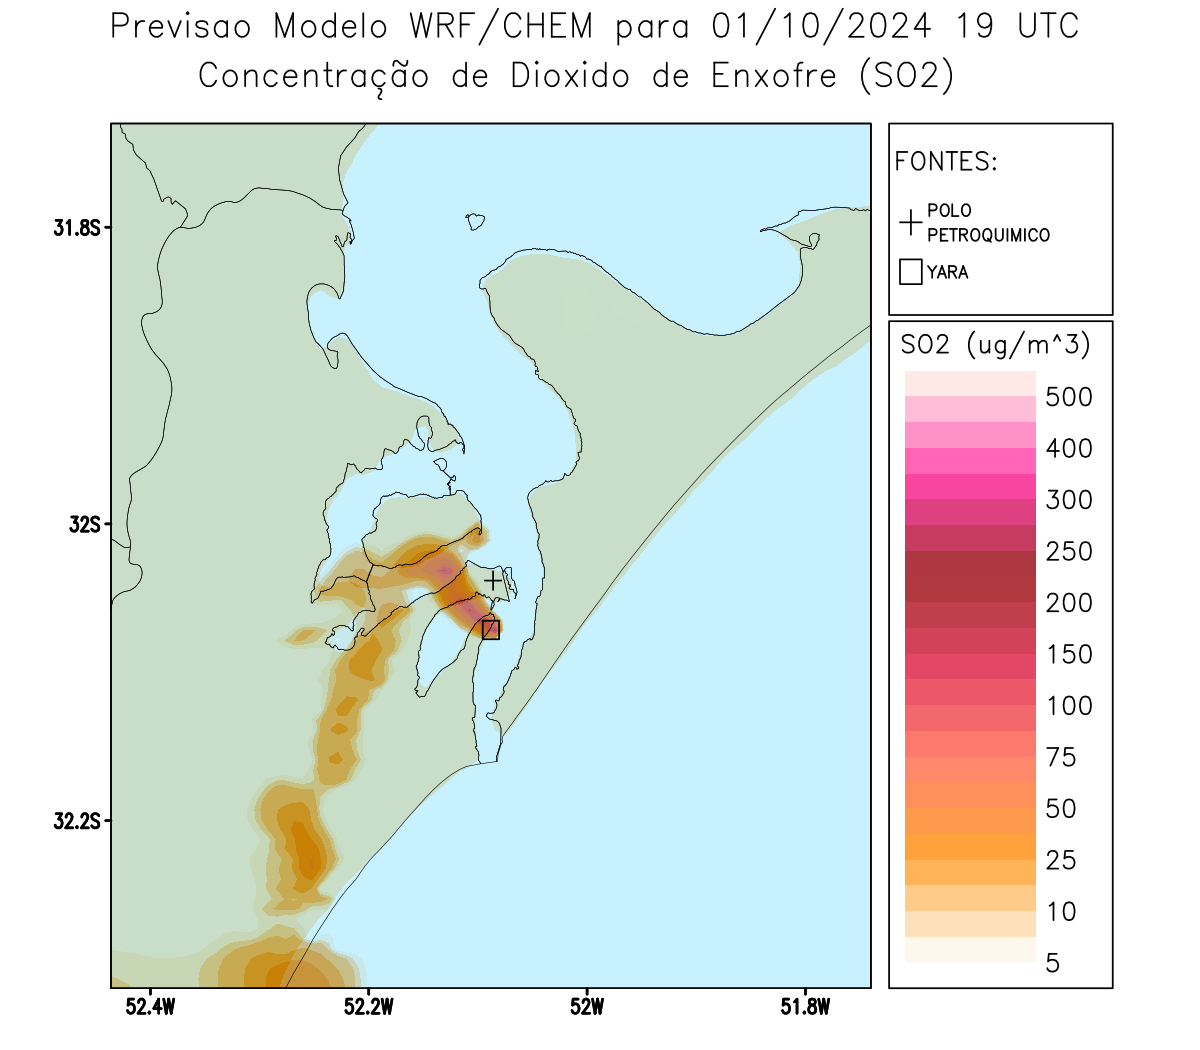 Previsao Modelo WRF/CHEM para 01/10/2024 19 UTC
Concentração de Dioxido de Enxofre (SO2)
FONTES:
POLO
PETROQUIMICO
YARA
SO2 (ug/m^3)
500
400
300
250
200
150
100
75
50
25
10
5
31.8S
32S
32.2S
52.4W
52.2W
52W
51.8W